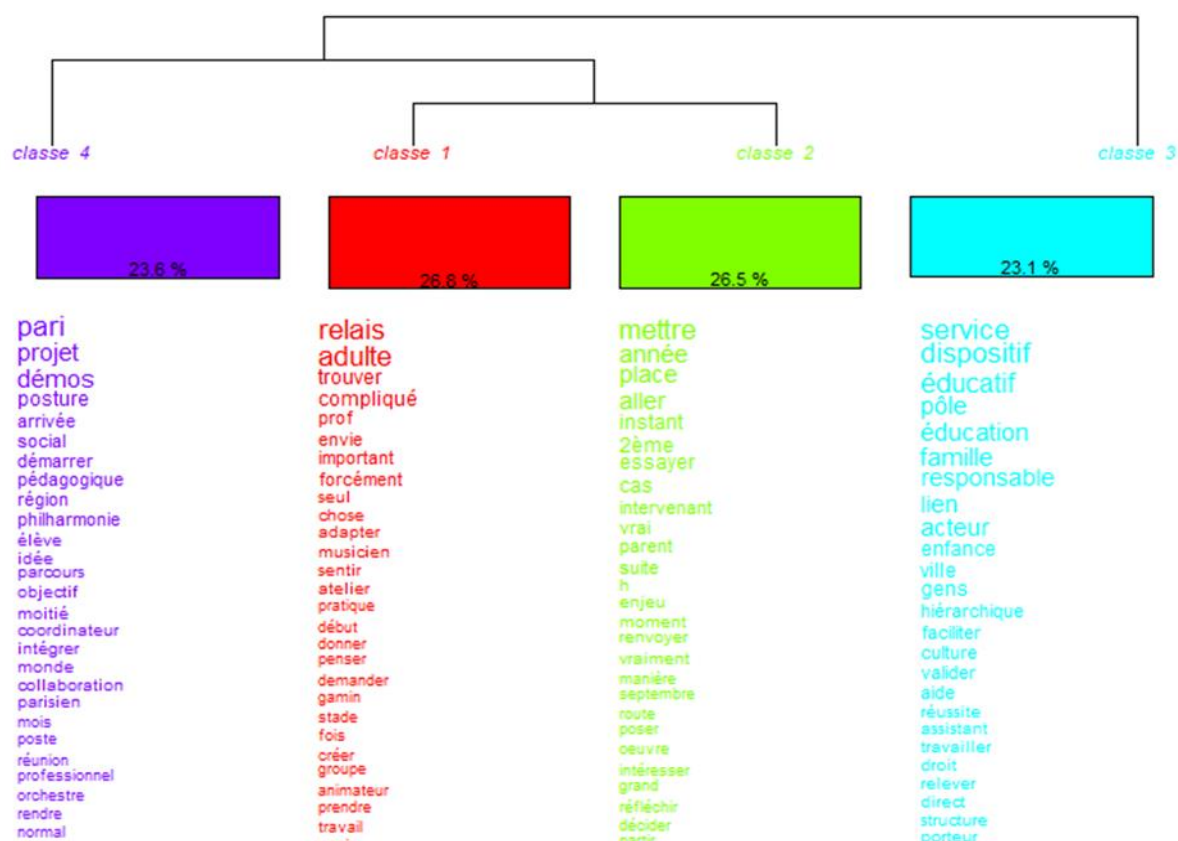 classe 4
classe 1
classe 2
classe 3
23.6 %
26.8 %
26.5 %
23.1 %
pari
projet
démos
posture
arrivée
social
démarrer
pédagogique
région
philharmonie
élève
idée
parcours
objectif
moitié
coordinateur
intégrer
monde
collaboration
parisien
mois
poste
réunion
professionnel
orchestre
rendre
normal
relais
adulte
trouver
compliqué
prof
envie
important
forcément
seul
chose
adapter
musicien
sentir
atelier
pratique
début
donner
penser
demander
gamin
stade
fois
créer
groupe
animateur
prendre
travail
mettre
année
place
aller
instant
2ème
essayer
cas
intervenant
vrai
parent
suite
h
enjeu
moment
renvoyer
vraiment
manière
septembre
route
poser
oeuvre
intéresser
grand
réfléchir
décider
partir
service
dispositif
éducatif
pôle
éducation
famille
responsable
lien
acteur
enfance
ville
gens
hiérarchique
faciliter
culture
valider
aide
réussite
assistant
travailler
droit
relever
direct
structure
porteur